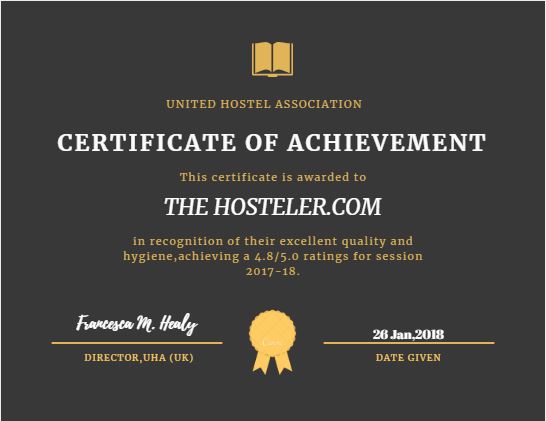 UNITED HOSTEL ASSOCIATION
CERTIFICATE OF ACHIEVEMENT
This certificate is awarded to
THE HOSTELER.COM
in recognition of their excellent quality and
hygiene,achieving a 4.8/5.0 ratings for session
2017-18.
Francesca M. Healy
26 Jan,2018
DIRECTOR,UHA (UK)
DATE GIVEN